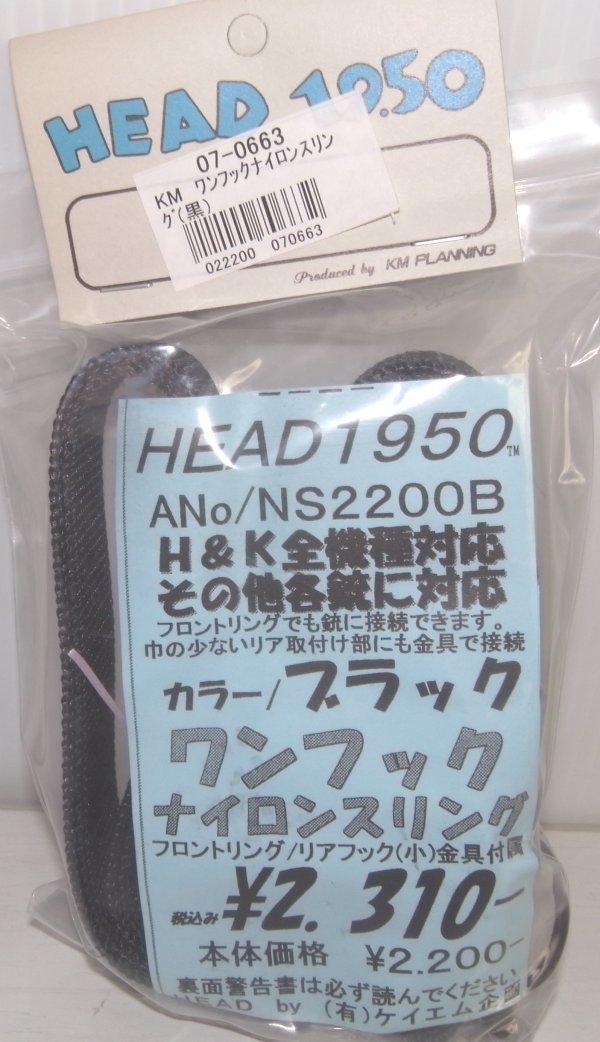 HEAD 1950
07-0663
KM ワンフックナイロンスリン
グ(黒)
022200 070663
Produced by KM PLANNING
HEAD1950™
ANo/NS2200B
H&K全機種対応
その他各銃に対応
フロントリングでも銃に接続できます。
巾の少ないリア取付け部にも金具で接続
カラー/ブラック
ワンフック
ナイロンスリング
フロントリング/リアフック(小)金具付属
税込み ¥2,310-
本体価格 ¥2.200-
裏面警告書は必ず読んでください
HEAD by (有)ケイエム企画